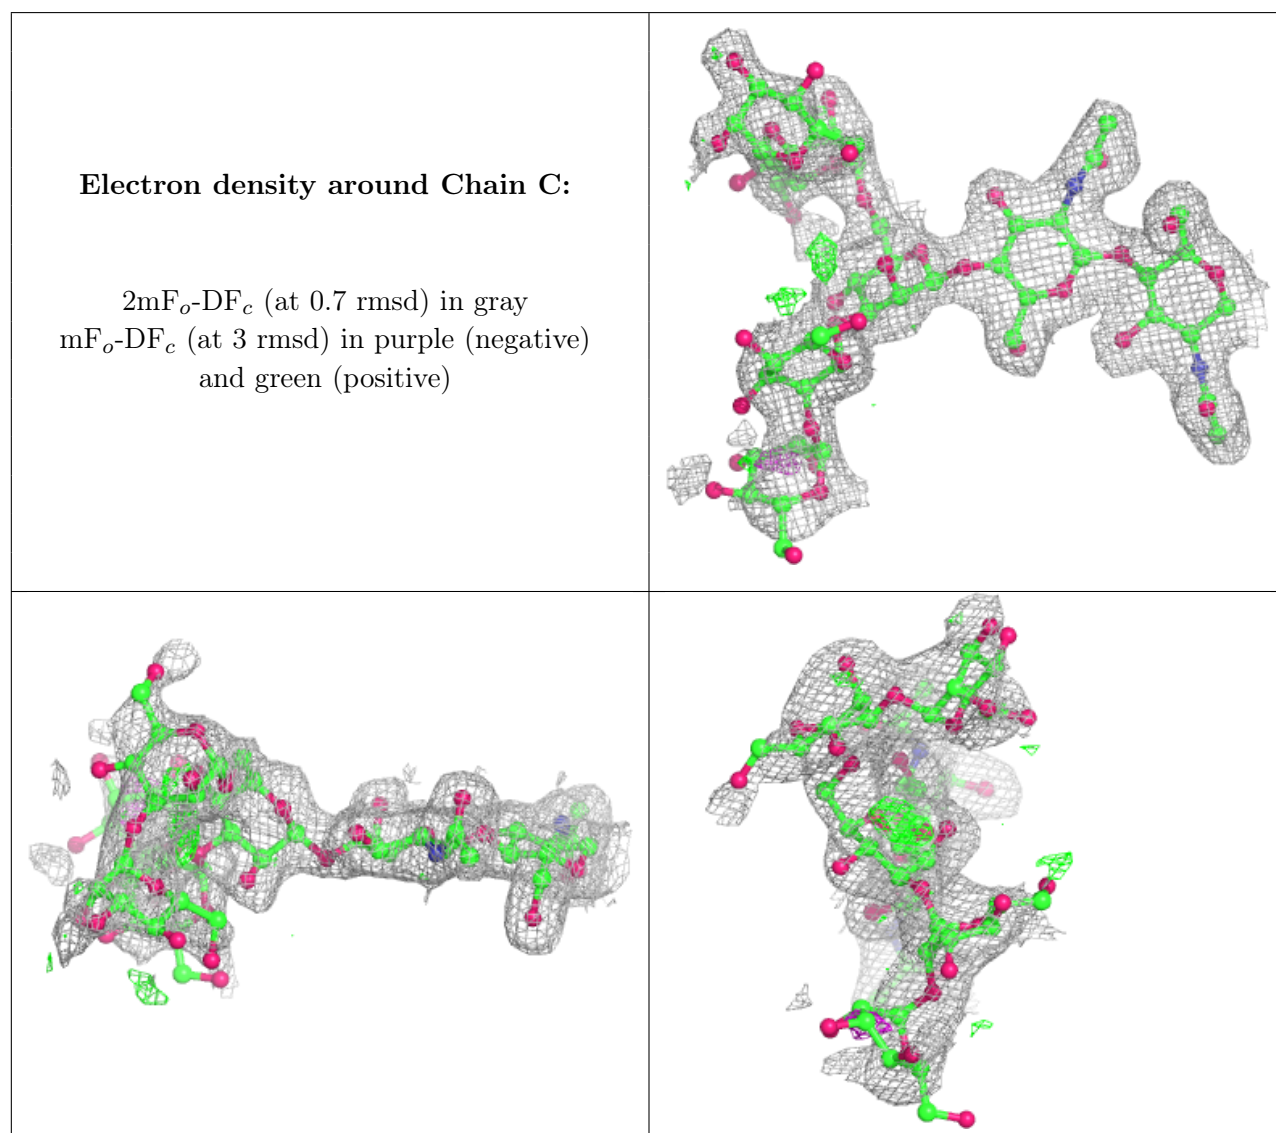 Electron density around Chain C:
2mFo-DFc (at 0.7 rmsd) in gray
mFo-DFc (at 3 rmsd) in purple (negative)
and green (positive)